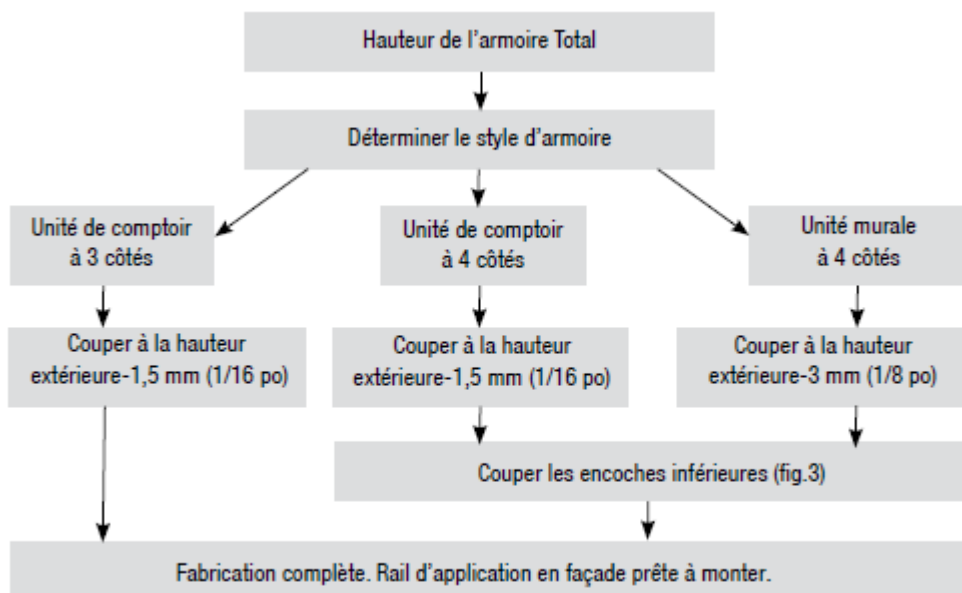 Hauteur de l'armoire Total
Déterminer le style d'armoire
Unité de comptoir
à 3 côtés
Unité de comptoir
à 4 côtés
Unité murale
à 4 côtés
Couper à la hauteur
extérieure-1,5 mm (1/16 po)
Couper à la hauteur
extérieure-1,5 mm (1/16 po)
Couper à la hauteur
extérieure-3 mm (1/8 po)
Couper les encoches inférieures (fig.3)
Fabrication complète. Rail d'application en façade prête à monter.